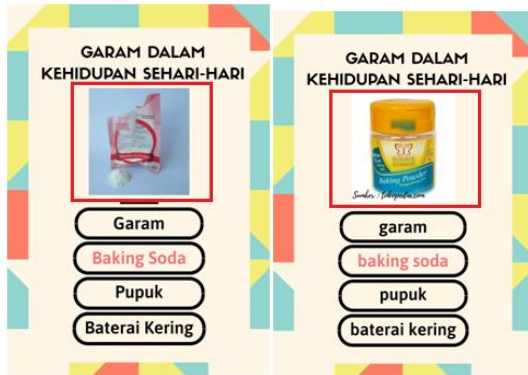 GARAM DALAM
KEHIDUPAN SEHARI-HARI
Garam
Baking Soda
Pupuk
Baterai Kering
GARAM DALAM
KEHIDUPAN SEHARI-HARI
Baking Powder
Sumber : tokopedia.com
garam
baking soda
pupuk
baterai kering